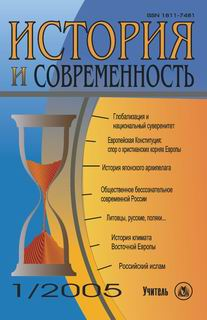 ISSN 1811-7481
ИСТОРИЯ
И СОВРЕМЕННОСТЬ
Глобализация и
национальный суверенитет
Европейская Конституция:
спор о христианских корнях Европы
История японского архипелага
Общественное бессознательное
современной России
Литовцы, русские, поляки...
История климата
Восточной Европы
Российский ислам
1/2005
Учитель